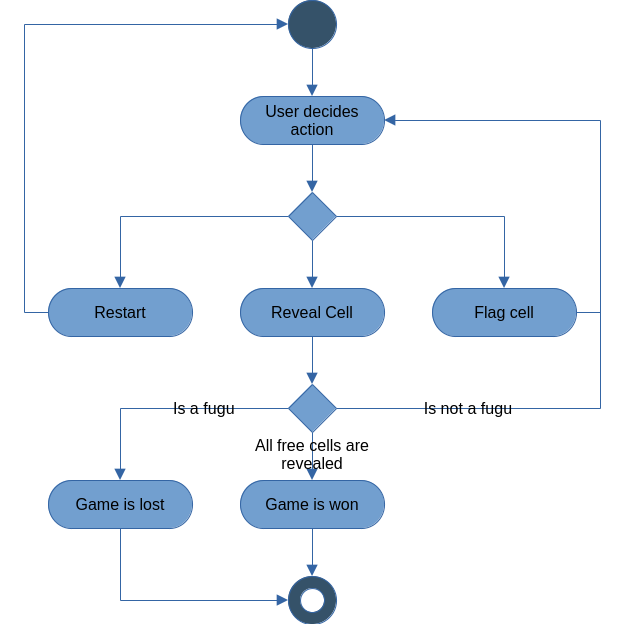 User decides
action
Restart
Reveal Cell
Flag cell
Is a fugu
Is not a fugu
All free cells are
revealed
Game is lost
Game is won